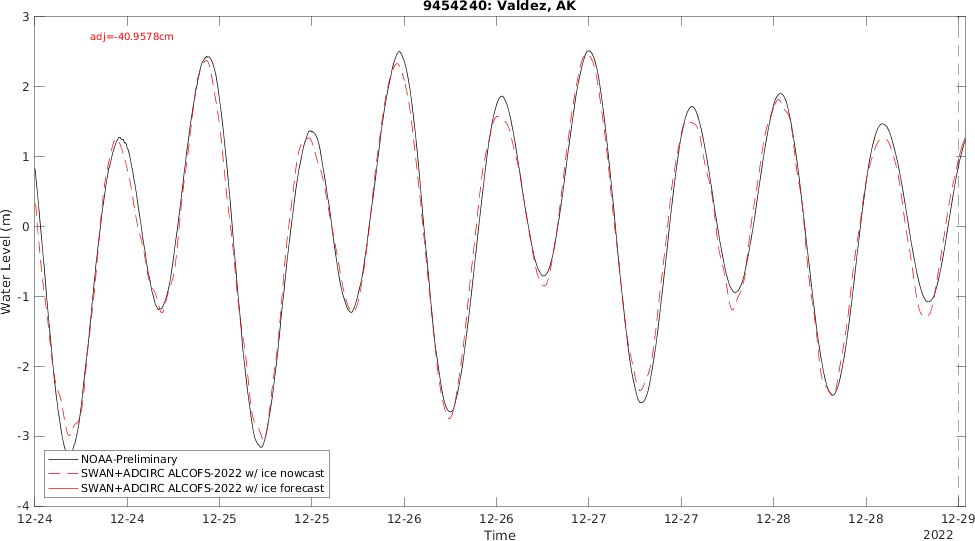 9454240: Valdez, AK
adj=-40.9578cm
3
2
1
0
-1
-2
-3
-4
Water Level (m)
NOAA-Preliminary
SWAN+ADCIRC ALCOFS-2022 w/ ice nowcast
SWAN+ADCIRC ALCOFS-2022 w/ ice forecast
12-24 12-24 12-25 12-25 12-26 12-26 12-27 12-27 12-28 12-28 12-29
Time
2022